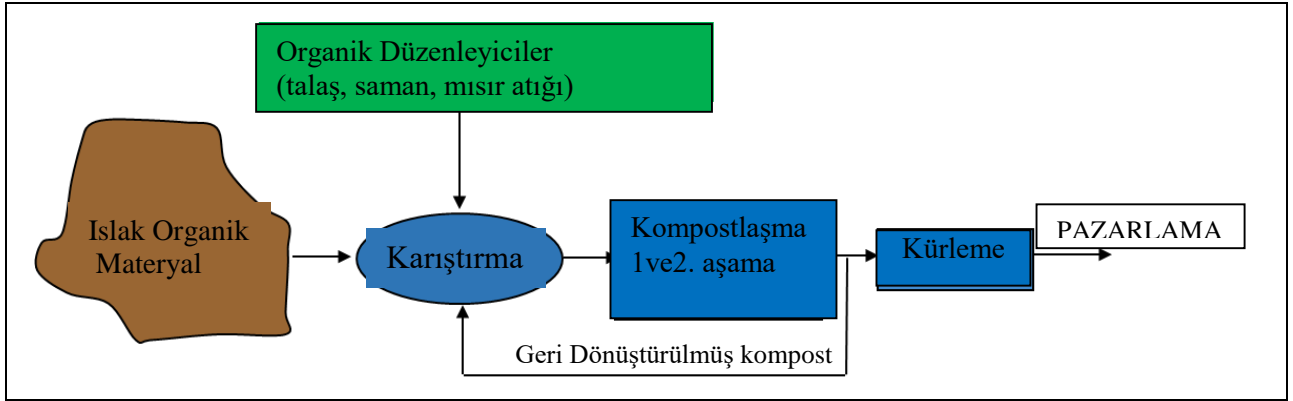 Organik Düzenleyiciler
(talaş, saman, mısır atığı)
Islak Organik
Materyal
Karıştırma
Kompostlaşma
1ve2. aşama
Kürleme
PAZARLAMA
Geri Dönüştürülmüş kompost